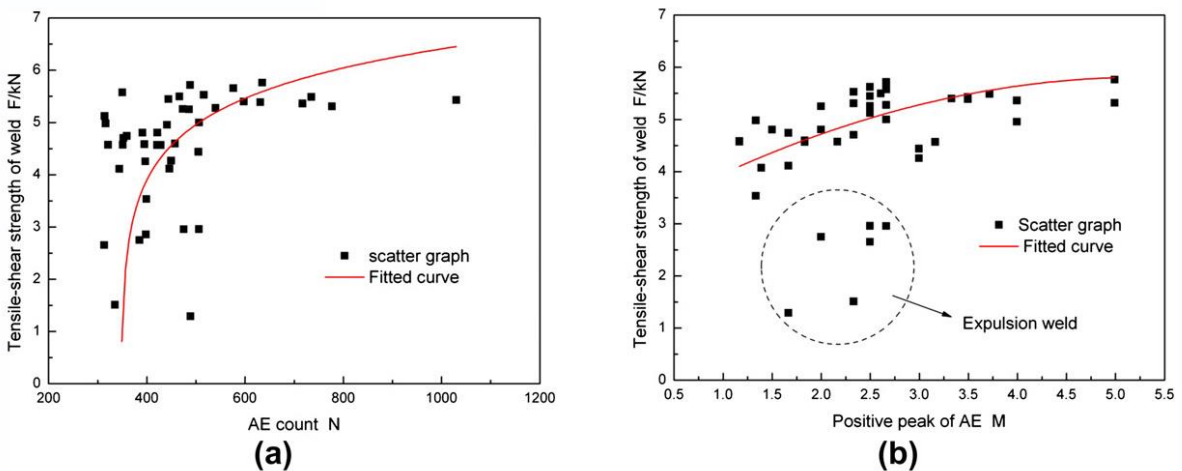 Tensile-shear strength of weld F/kN
7
6
5
4
3
2
1
0
scatter graph
Fitted curve
200 400 600 800 1000 1200
AE count N
(a)
Tensile-shear strength of weld F/kN
7
6
5
4
3
2
1
0
Scatter graph
Fitted curve
Expulsion weld
0.5 1.0 1.5 2.0 2.5 3.0 3.5 4.0 4.5 5.0 5.5
Positive peak of AE M
(b)